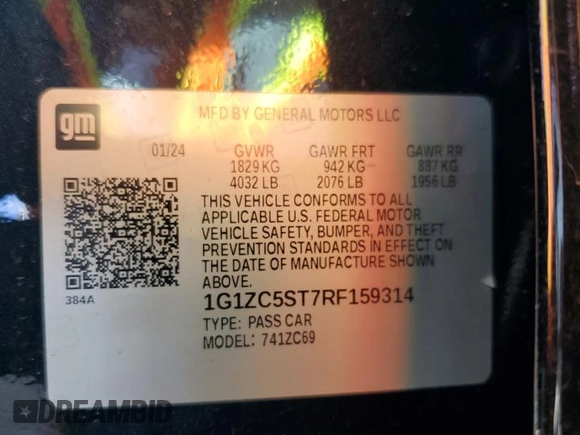 gm
MFD BY GENERAL MOTORS LLC
01/24 GVWR GAWR FRT GAWR RR
1829 KG 942 KG 887 KG
4032 LB 2076 LB 1956 LB
THIS VEHICLE CONFORMS TO ALL
APPLICABLE U.S. FEDERAL MOTOR
VEHICLE SAFETY, BUMPER, AND THEFT
PREVENTION STANDARDS IN EFFECT ON
THE DATE OF MANUFACTURE SHOWN
ABOVE.
384A
1G1ZC5ST7RF159314
TYPE: PASS CAR
MODEL: 741ZC69
DREAMBID